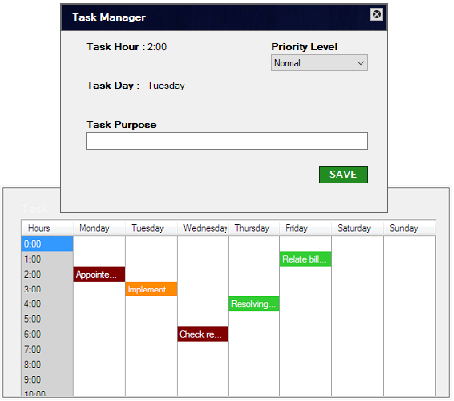 Task Manager
Task Hour : 2:00
Priority Level
Normal
Task Day : Tuesday
Task Purpose
SAVE
Hours Monday Tuesday Wednesday Thursday Friday Saturday Sunday
0:00
1:00 Relate bill...
2:00 Appointe...
3:00 Implement...
4:00 Resolving...
5:00
6:00 Check re...
7:00
8:00
9:00
10:00